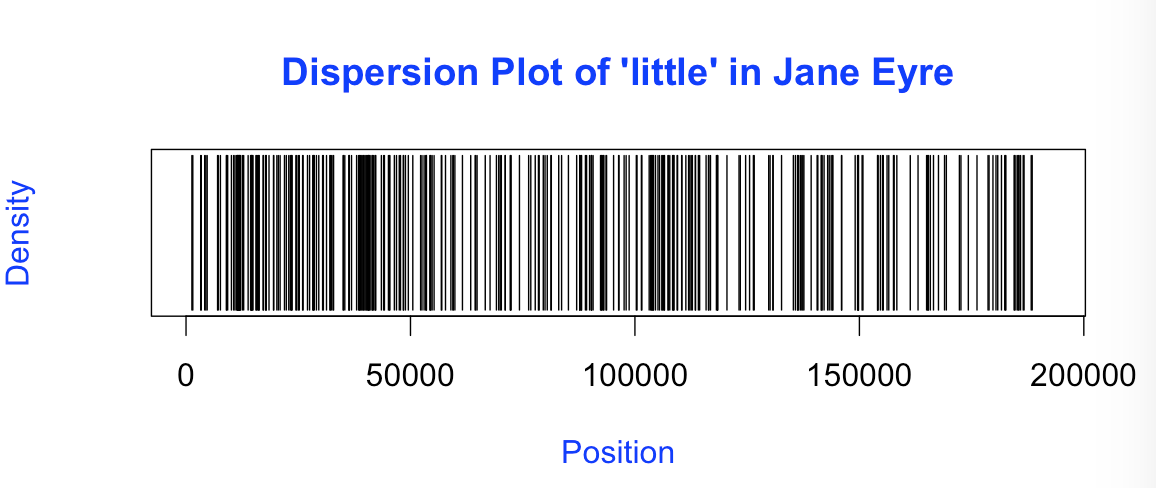 Dispersion Plot of 'little' in Jane Eyre
Density
0 50000 100000 150000 200000
Position